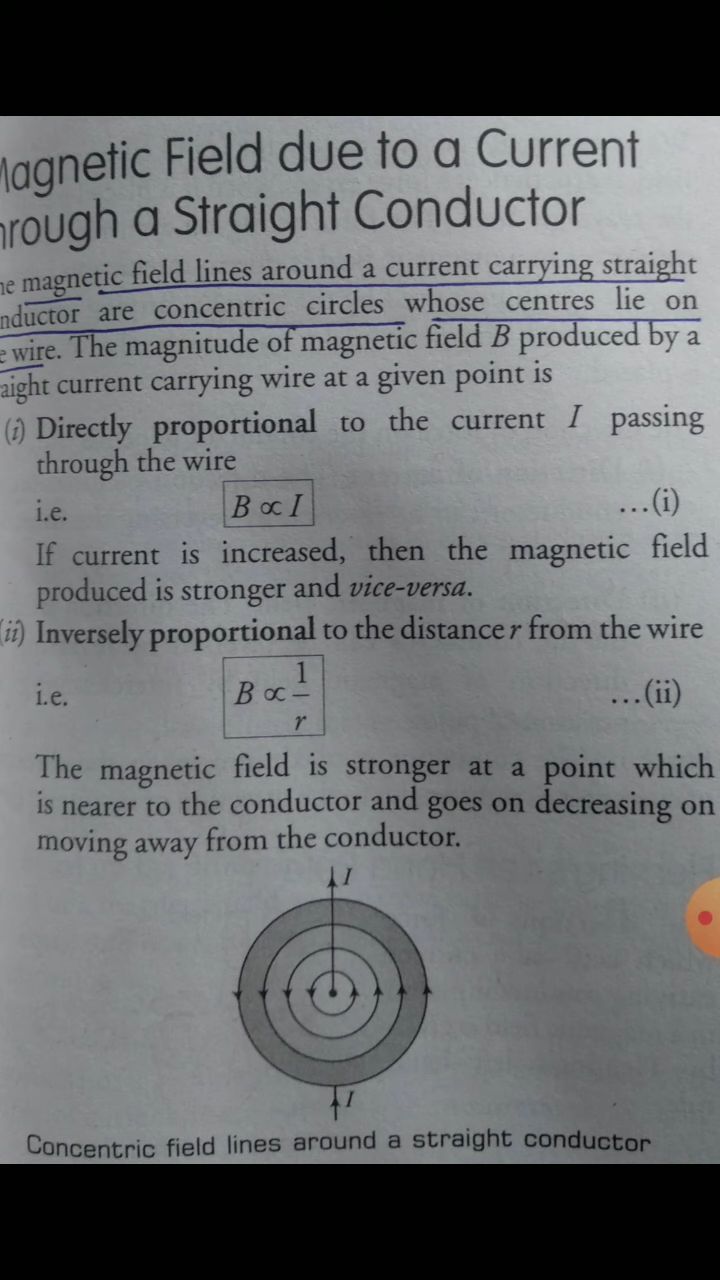 agnetic Field due to a Current
rough a Straight Conductor
magnetic field lines around a current carrying straight
nductor are concentric circles whose centres lie on
e wire. The magnitude of magnetic field B produced by a
aight current carrying wire at a given point is
(i) Directly proportional to the current I passing
through the wire
i.e. B ∝ I ...(i)
If current is increased, then the magnetic field
produced is stronger and vice-versa.
(ii) Inversely proportional to the distance r from the wire
i.e. B ∝ 1/r ...(ii)
The magnetic field is stronger at a point which
is nearer to the conductor and goes on decreasing on
moving away from the conductor.
I
I
Concentric field lines around a straight conductor